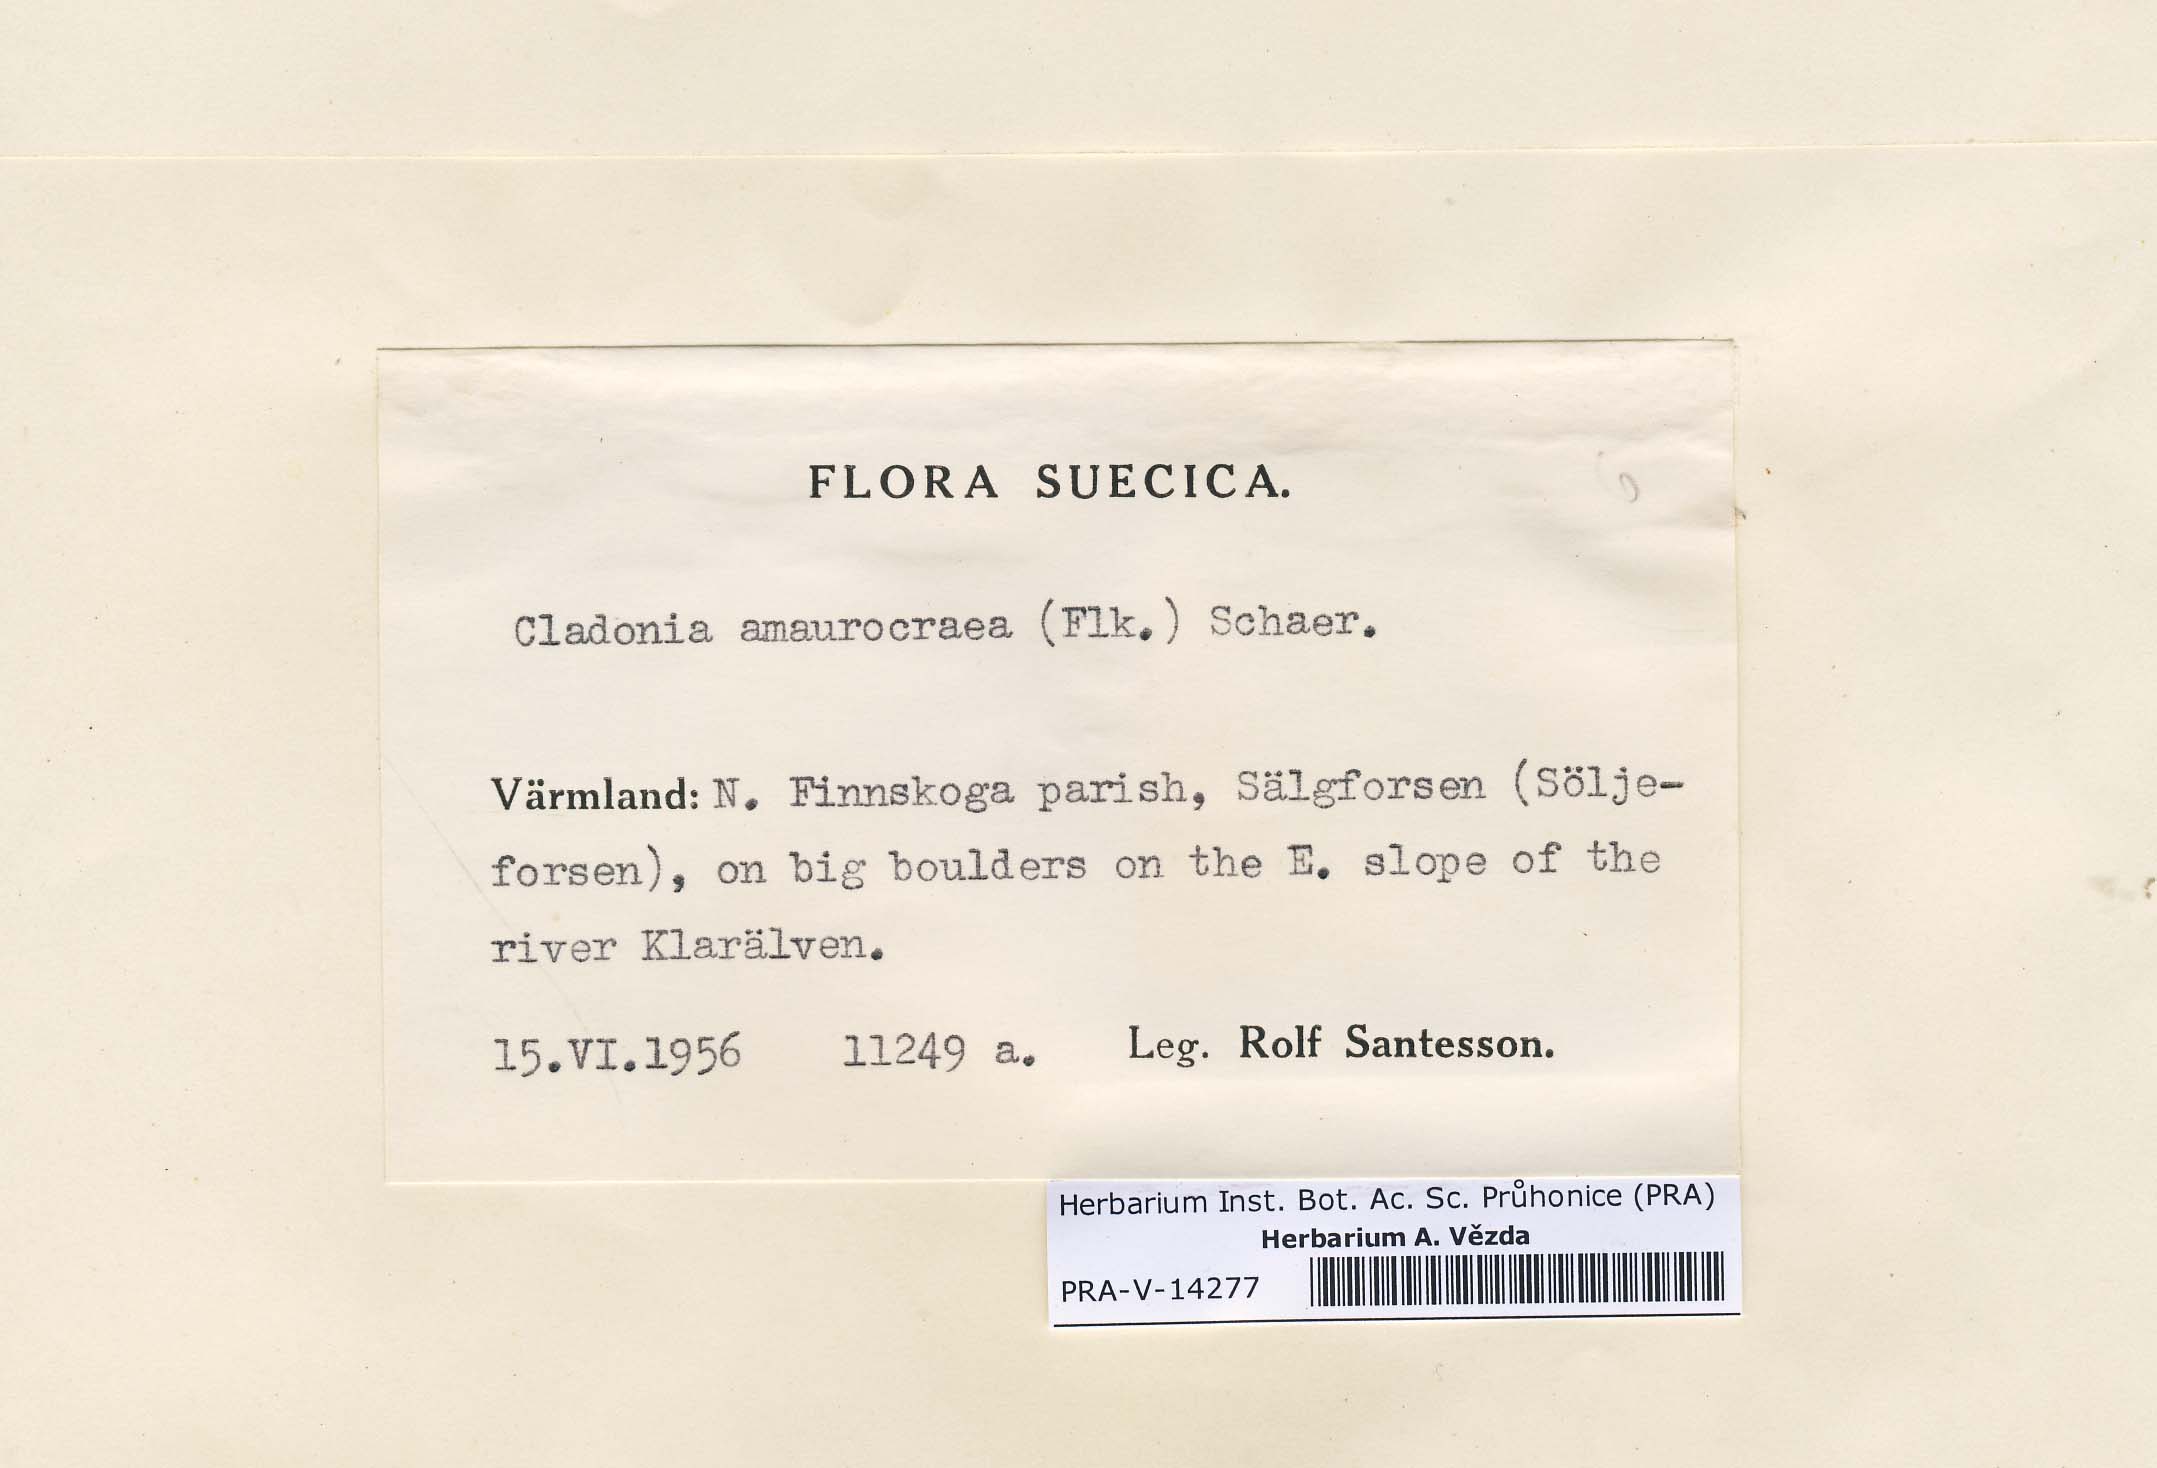 FLORA SUECICA.
Cladonia amaurocraea (Flk.) Schaer.
Värmland: N. Finnskoga parish, Sälgforsen (Sölje-
forsen), on big boulders on the E. slope of the
river Klarälven.
15.VI.1956 11249 a. Leg. Rolf Santesson.
Herbarium Inst. Bot. Ac. Sc. Průhonice (PRA)
Herbarium A. Vězda
PRA-V-14277